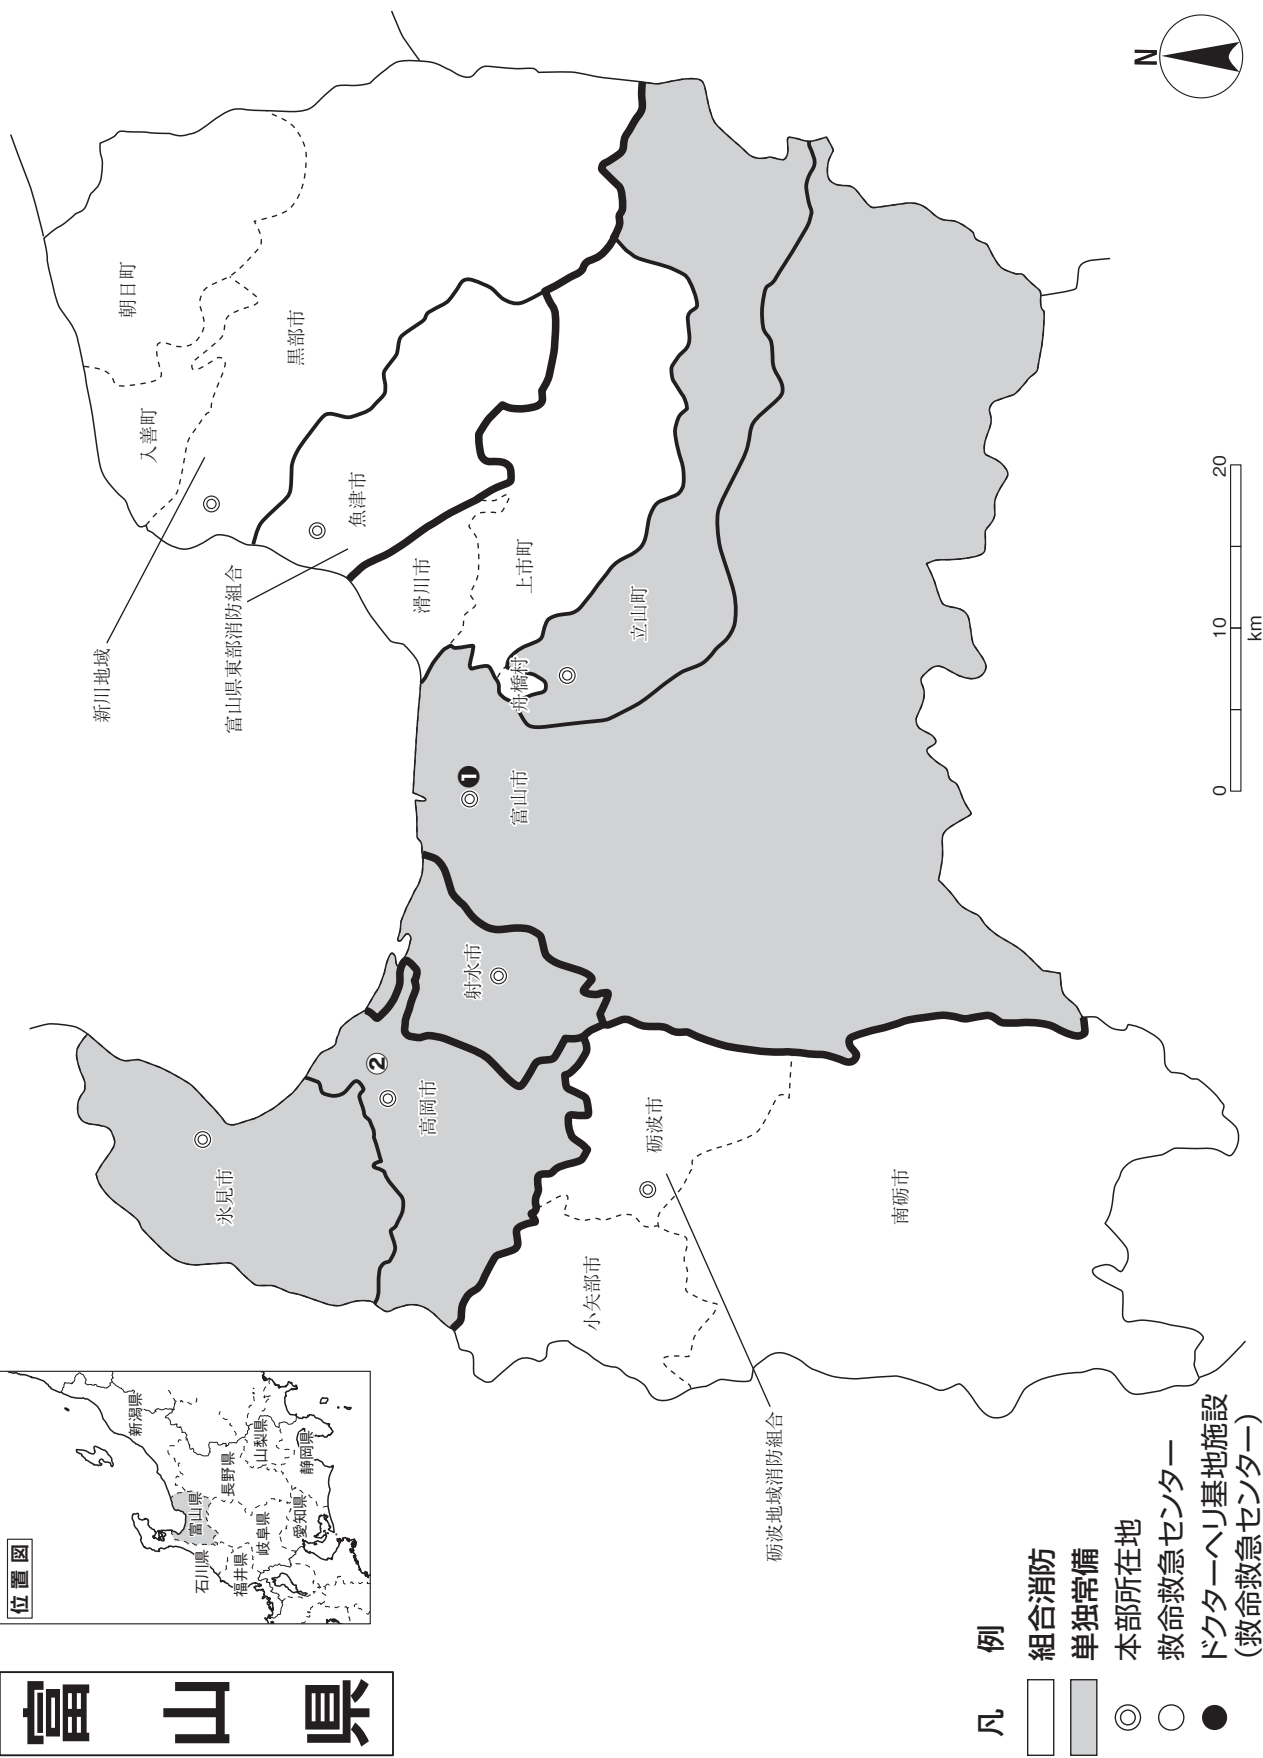 富山県
位置図
新潟県
富山県
石川県
福井県
長野県
岐阜県
山梨県
愛知県
静岡県
朝日町
入善町
黒部市
魚津市
新川地域
富山県東部消防組合
滑川市
上市町
舟橋村
立山町
富山市
1
射水市
2
高岡市
氷見市
砺波市
小矢部市
南砺市
砺波地域消防組合
N
0 10 20
km
凡例
組合消防
単独常備
本部所在地
救命救急センター
ドクターヘリ基地施設
(救命救急センター)